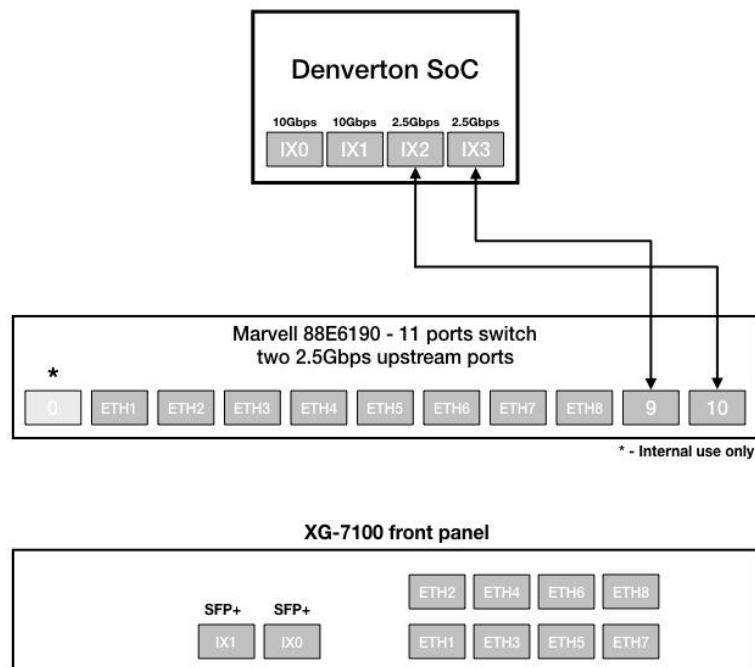 Denverton SoC
10Gbps 10Gbps 2.5Gbps 2.5Gbps
IX0 IX1 IX2 IX3
Marvell 88E6190 - 11 ports switch
two 2.5Gbps upstream ports
*
0 ETH1 ETH2 ETH3 ETH4 ETH5 ETH6 ETH7 ETH8 9 10
* - Internal use only
XG-7100 front panel
ETH2 ETH4 ETH6 ETH8
SFP+ SFP+
IX1 IX0 ETH1 ETH3 ETH5 ETH7